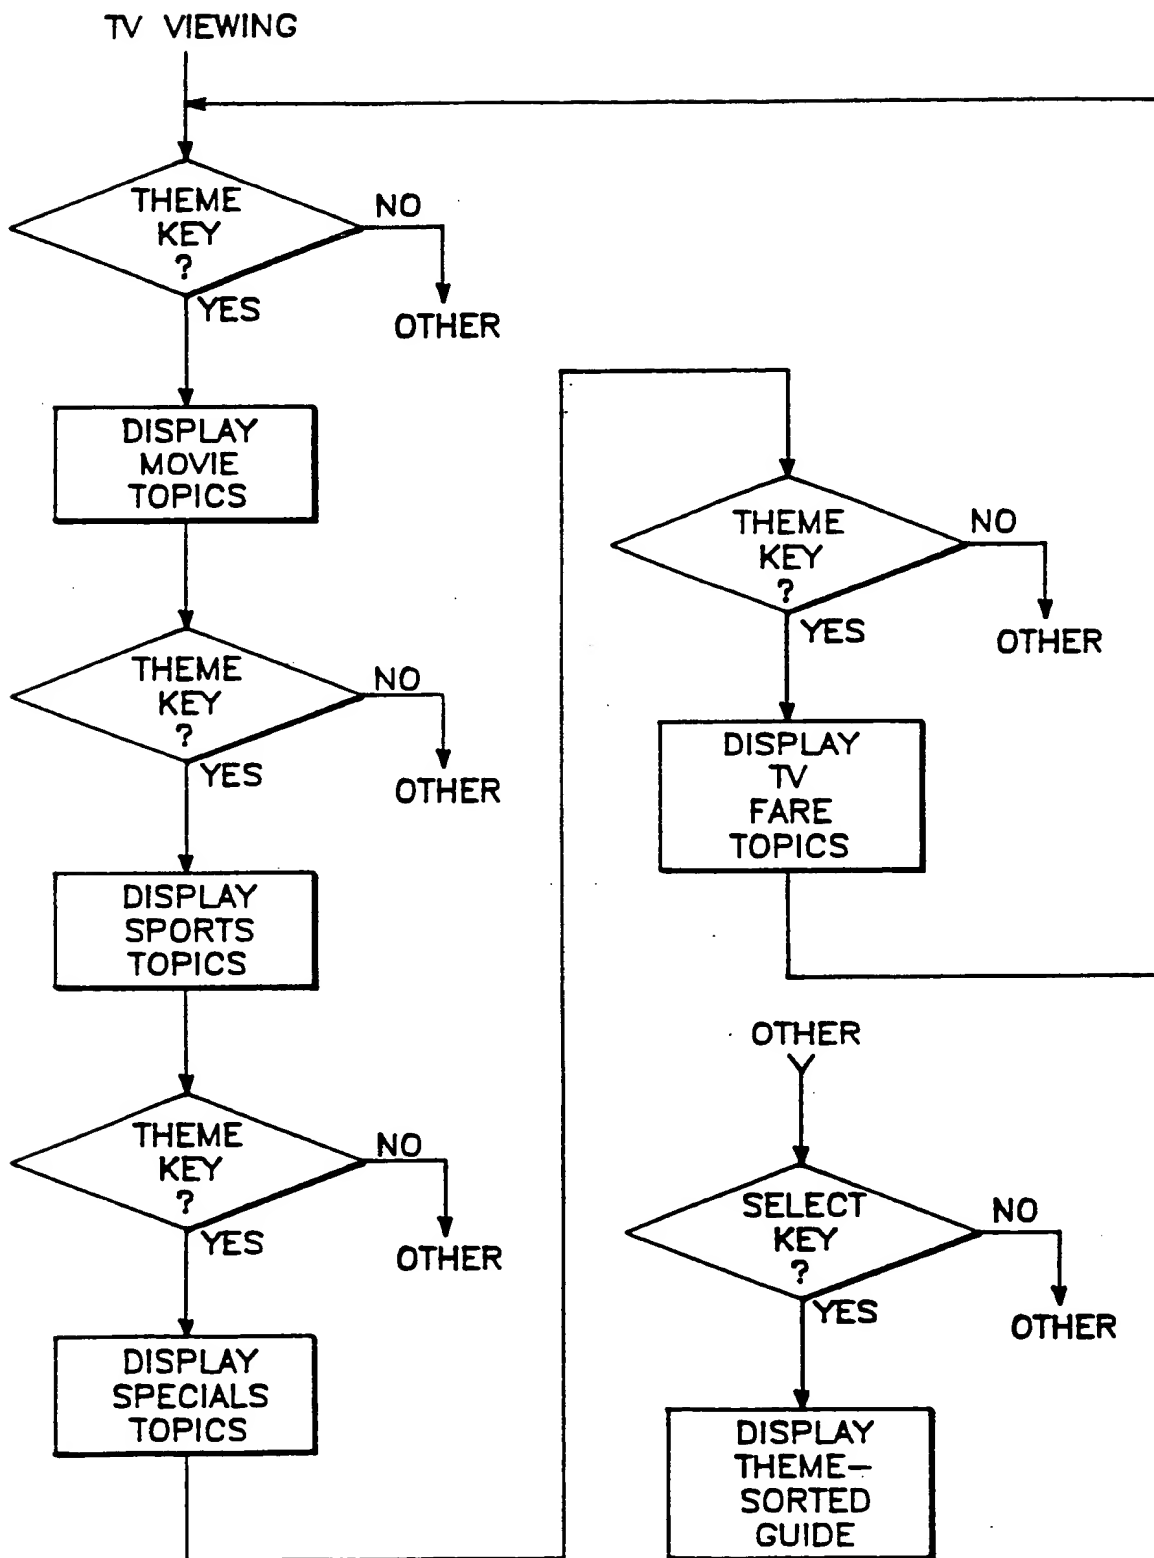 TV VIEWING
THEME
KEY
?
NO
YES
OTHER
DISPLAY
MOVIE
TOPICS
THEME
KEY
?
NO
YES
OTHER
DISPLAY
SPORTS
TOPICS
THEME
KEY
?
NO
YES
OTHER
DISPLAY
SPECIALS
TOPICS
THEME
KEY
?
NO
YES
OTHER
DISPLAY
TV
FARE
TOPICS
OTHER
SELECT
KEY
?
NO
YES
OTHER
DISPLAY
THEME—
SORTED
GUIDE